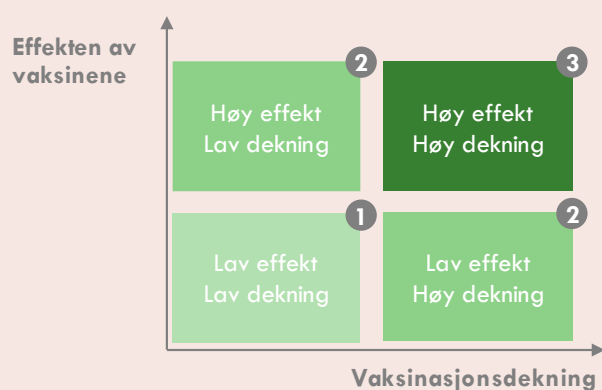 Effekten av
vaksinene
2
Høy effekt
Lav dekning
3
Høy effekt
Høy dekning
1
Lav effekt
Lav dekning
2
Lav effekt
Høy dekning
Vaksinasjonsdekning